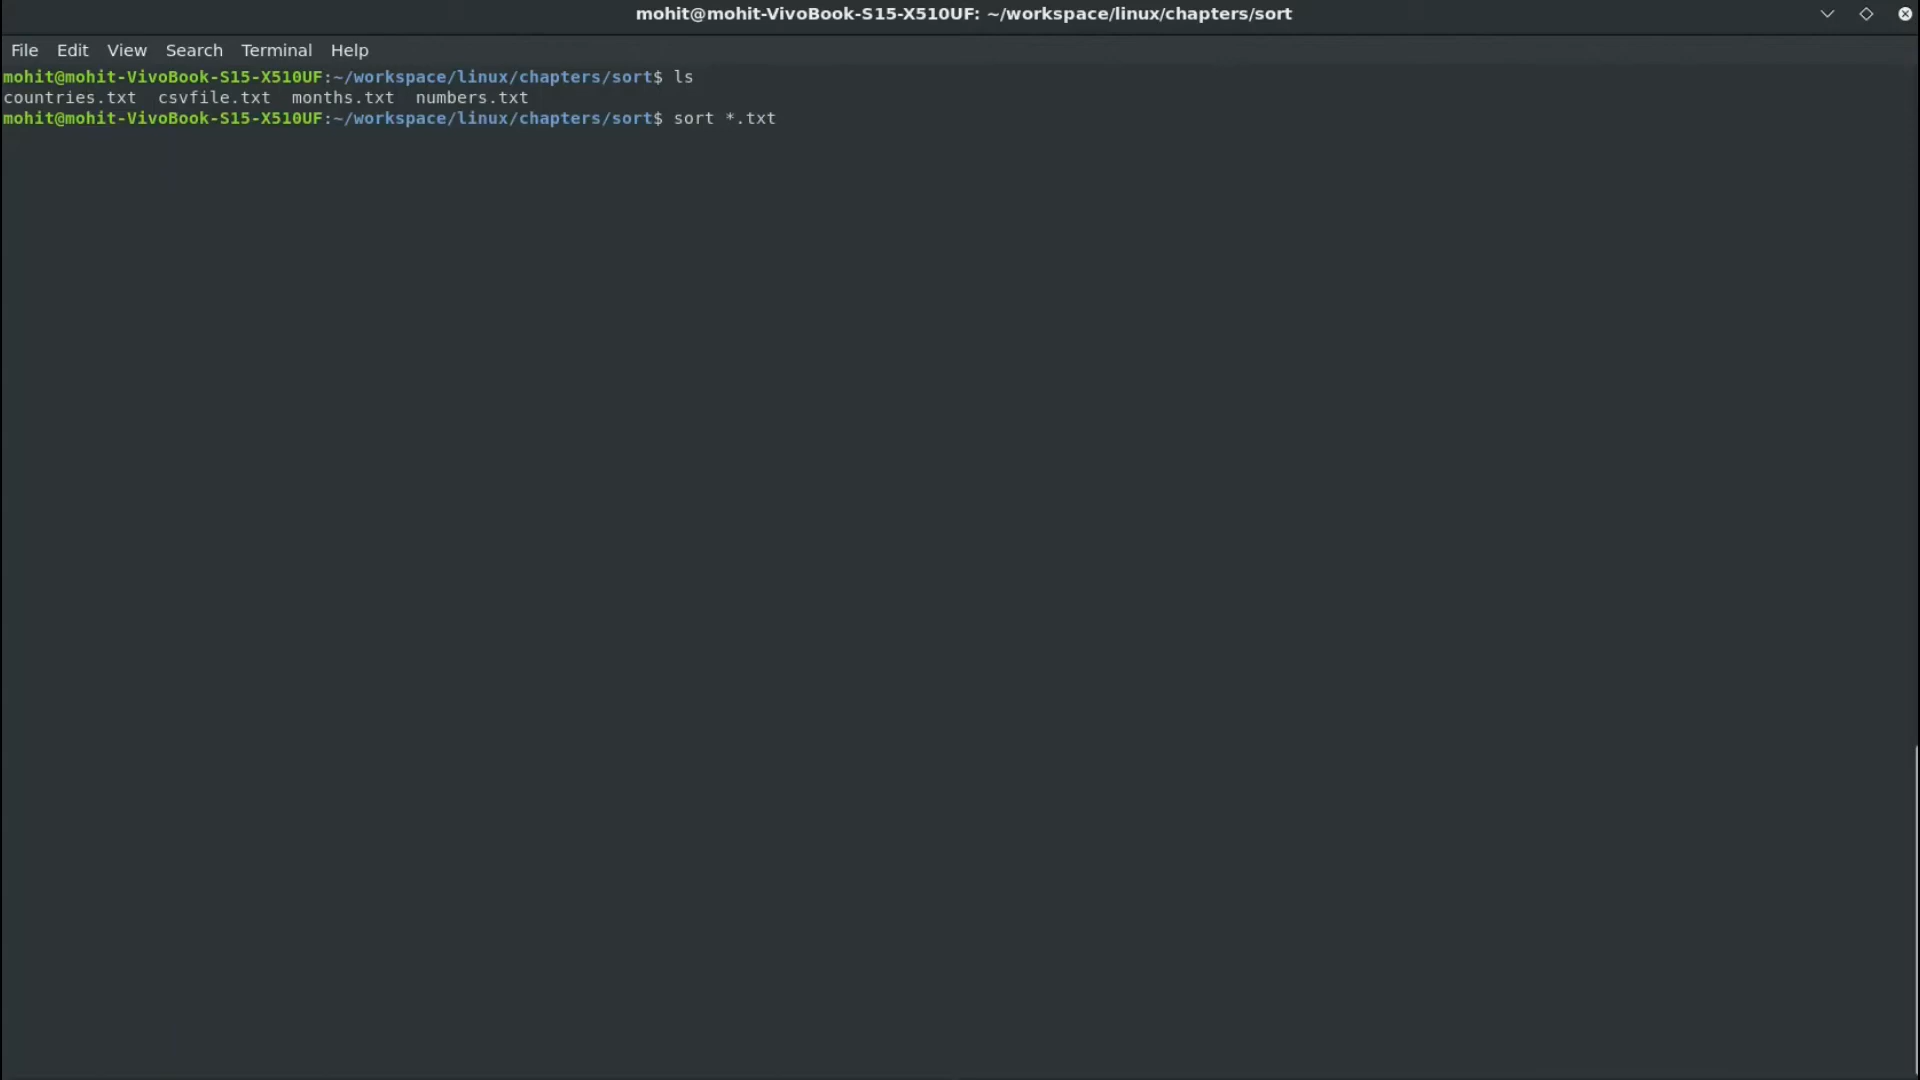 mohit@mohit-VivoBook-S15-X510UF: ~/workspace/linux/chapters/sort
File Edit View Search Terminal Help
mohit@mohit-VivoBook-S15-X510UF:~/workspace/linux/chapters/sort$ ls
countries.txt  csvfile.txt  months.txt  numbers.txt
mohit@mohit-VivoBook-S15-X510UF:~/workspace/linux/chapters/sort$ sort *.txt